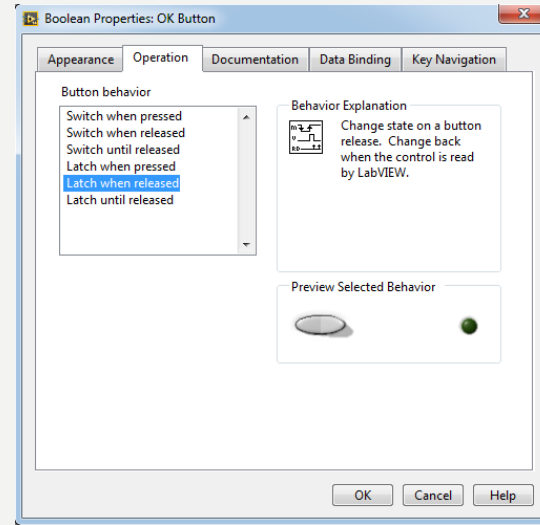 Boolean Properties: OK Button
Appearance Operation Documentation Data Binding Key Navigation
Button behavior
Switch when pressed
Switch when released
Switch until released
Latch when pressed
Latch when released
Latch until released
Behavior Explanation
Change state on a button
release. Change back
when the control is read
by LabVIEW.
Preview Selected Behavior
OK Cancel Help